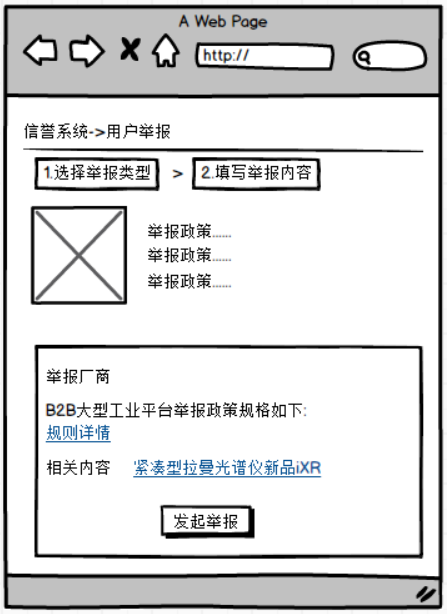 A Web Page
http://
信誉系统->用户举报
1.选择举报类型 > 2.填写举报内容
举报政策......
举报政策......
举报政策......
举报厂商
B2B大型工业平台举报政策规格如下:
规则详情
相关内容 '紧凑型拉曼光谱仪新品iXR
发起举报